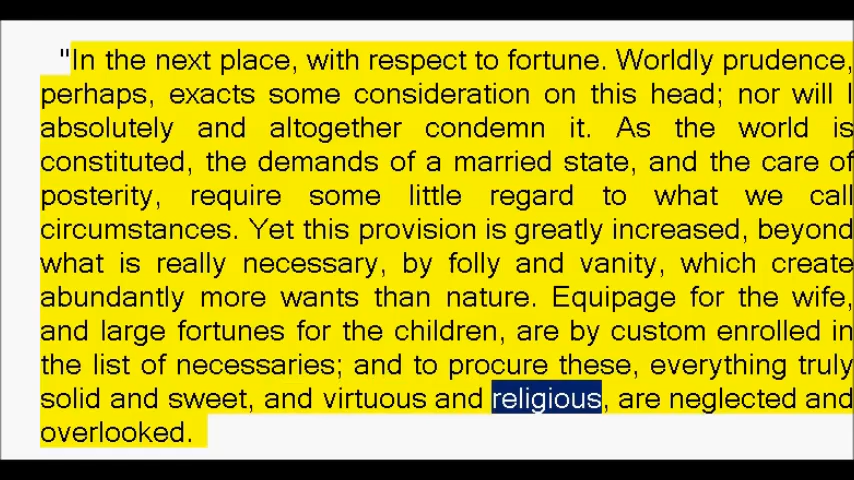 "In the next place, with respect to fortune. Worldly prudence,
perhaps, exacts some consideration on this head; nor will I
absolutely and altogether condemn it. As the world is
constituted, the demands of a married state, and the care of
posterity, require some little regard to what we call
circumstances. Yet this provision is greatly increased, beyond
what is really necessary, by folly and vanity, which create
abundantly more wants than nature. Equipage for the wife,
and large fortunes for the children, are by custom enrolled in
the list of necessaries; and to procure these, everything truly
solid and sweet, and virtuous and religious, are neglected and
overlooked.